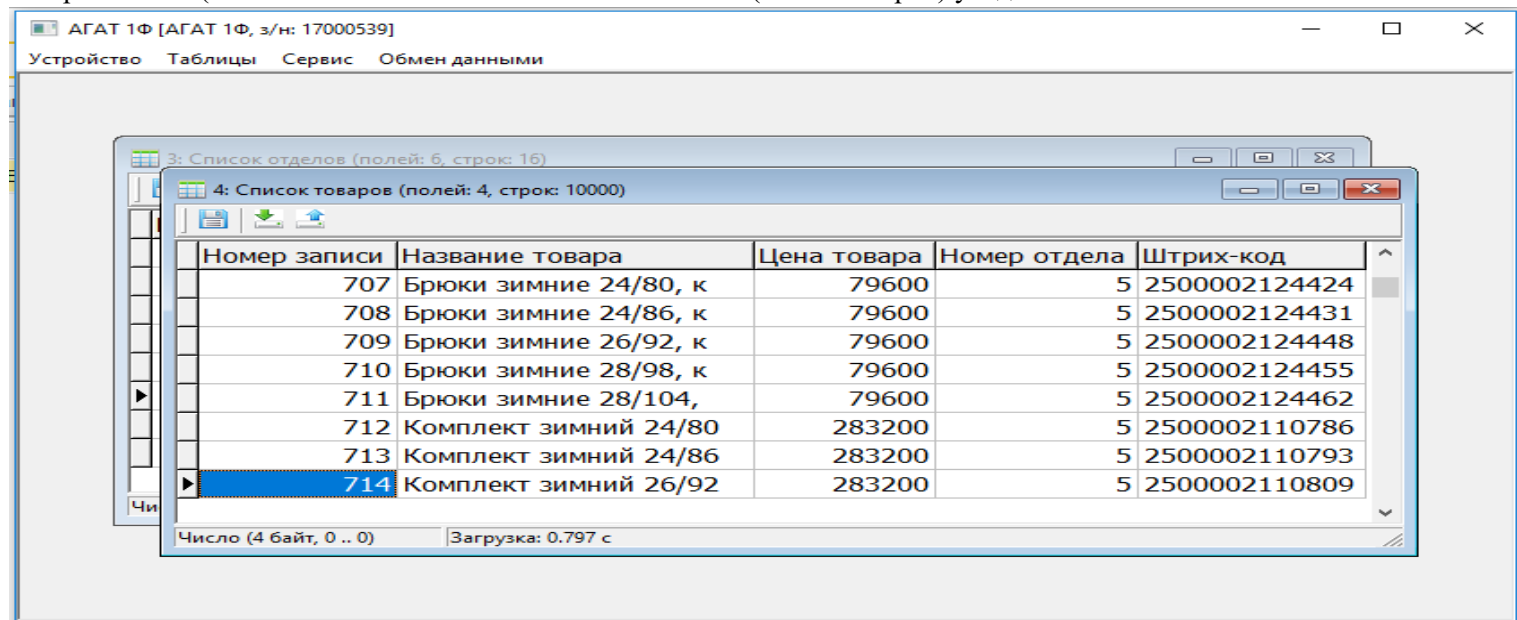 АГАТ 1Ф [АГАТ 1Ф, з/н: 17000539]
Устройство Таблицы Сервис Обмен данными
3: Список отделов (полей: 6, строк: 16)
4: Список товаров (полей: 4, строк: 10000)
Номер записи Название товара Цена товара Номер отдела Штрих-код
707 Брюки зимние 24/80, к 79600 5 2500002124424
708 Брюки зимние 24/86, к 79600 5 2500002124431
709 Брюки зимние 26/92, к 79600 5 2500002124448
710 Брюки зимние 28/98, к 79600 5 2500002124455
711 Брюки зимние 28/104, 79600 5 2500002124462
712 Комплект зимний 24/80 283200 5 2500002110786
713 Комплект зимний 24/86 283200 5 2500002110793
714 Комплект зимний 26/92 283200 5 2500002110809
Чи
Число (4 байт, 0 .. 0) Загрузка: 0.797 с